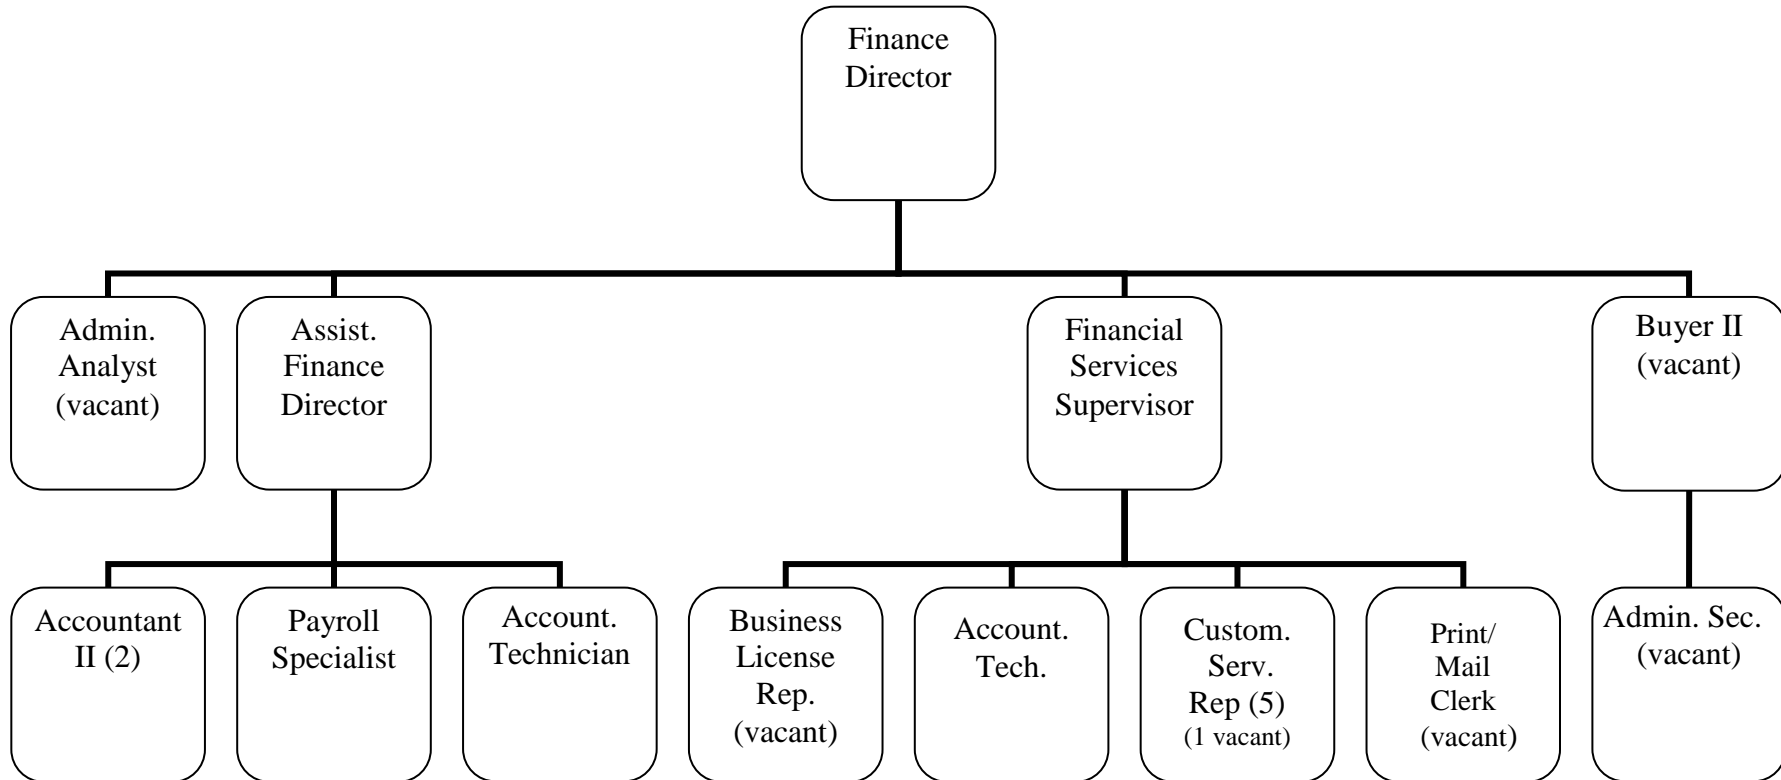 Finance
Director
Admin.
Analyst
(vacant)
Assist.
Finance
Director
Financial
Services
Supervisor
Buyer II
(vacant)
Accountant
II (2)
Payroll
Specialist
Account.
Technician
Business
License
Rep.
(vacant)
Account.
Tech.
Custom.
Serv.
Rep (5)
(1 vacant)
Print/
Mail
Clerk
(vacant)
Admin. Sec.
(vacant)